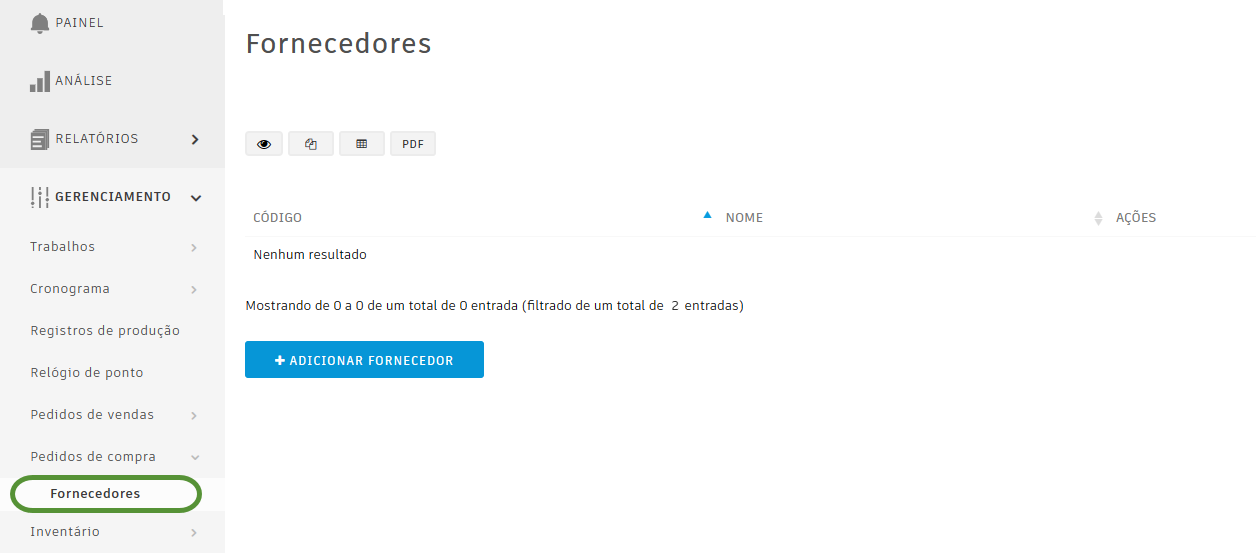 PAINEL
ANÁLISE
RELATÓRIOS
GERENCIAMENTO
Trabalhos
Cronograma
Registros de produção
Relógio de ponto
Pedidos de vendas
Pedidos de compra
Fornecedores
Inventário
Fornecedores
PDF
CÓDIGO NOME AÇÕES
Nenhum resultado
Mostrando de 0 a 0 de um total de 0 entrada (filtrado de um total de 2 entradas)
ADICIONAR FORNECEDOR